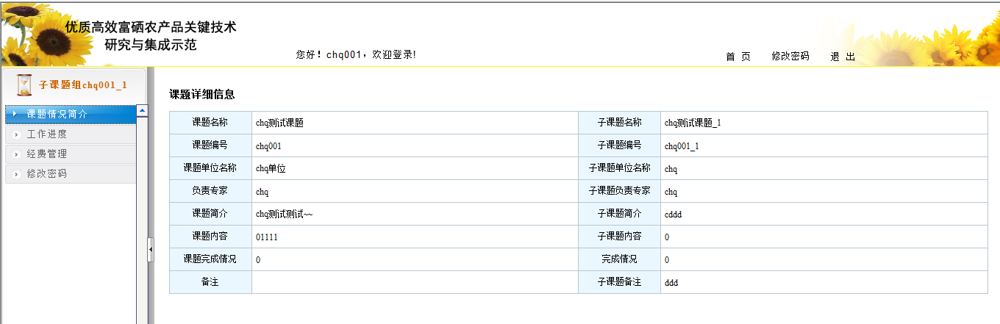 优质高效富硒农产品关键技术
研究与集成示范
您好！chq001，欢迎登录!
首 页 修改密码 退 出
子课题组chq001_1
课题情况简介
工作进度
经费管理
修改密码
课题详细信息
课题名称 chq测试课题 子课题名称 chq测试课题_1
课题编号 chq001 子课题编号 chq001_1
课题单位名称 chq单位 子课题单位名称 chq
负责专家 chq 子课题负责专家 chq
课题简介 chq测试测试~~ 子课题简介 cddd
课题内容 01111 子课题内容 0
课题完成情况 0 完成情况 0
备注 子课题备注 ddd